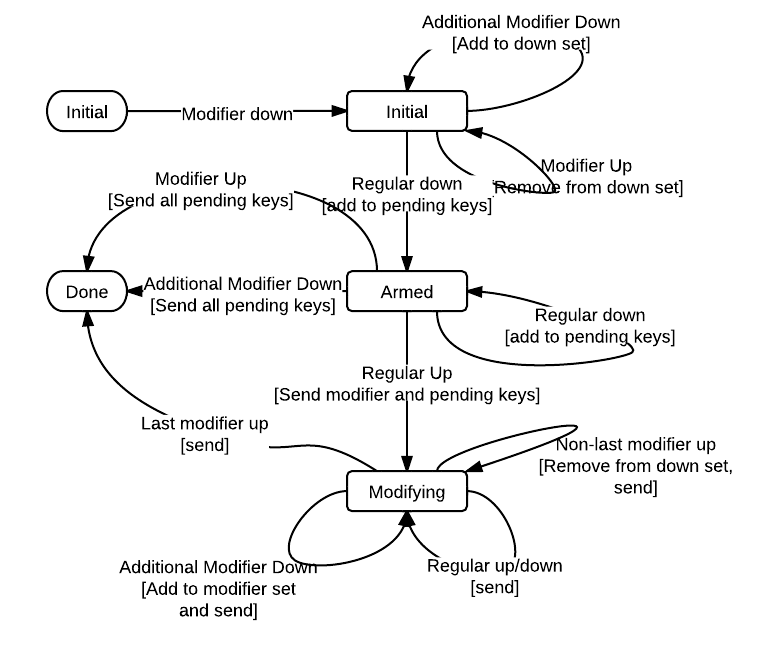 Additional Modifier Down
[Add to down set]
Initial
Modifier down
Initial
Modifier Up
[Remove from down set]
Modifier Up
[Send all pending keys]
Regular down
[add to pending keys]
Done
Additional Modifier Down
[Send all pending keys]
Armed
Regular down
[add to pending keys]
Regular Up
[Send modifier and pending keys]
Last modifier up
[send]
Non-last modifier up
[Remove from down set,
send]
Modifying
Additional Modifier Down
[Add to modifier set
and send]
Regular up/down
[send]